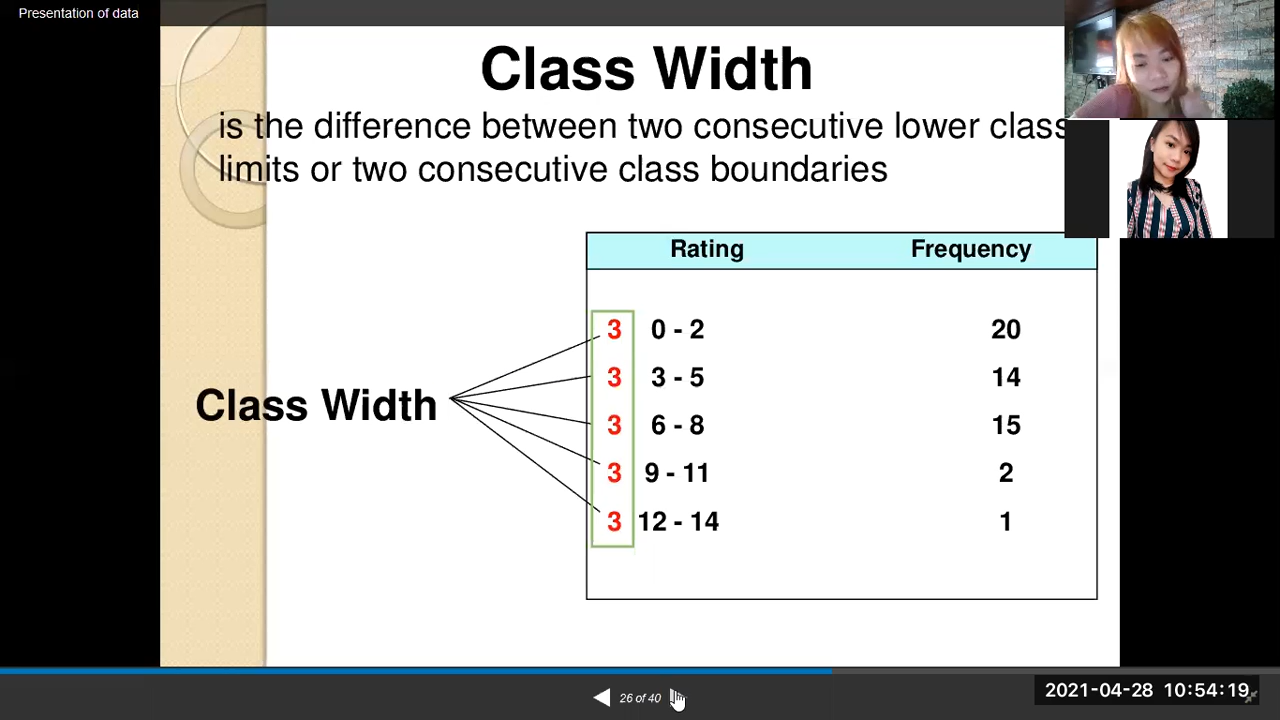 Presentation of data
Class Width
is the difference between two consecutive lower class
limits or two consecutive class boundaries
Rating Frequency
3 0 - 2 20
3 3 - 5 14
Class Width
3 6 - 8 15
3 9 - 11 2
3 12 - 14 1
26 of 40
2021-04-28 10:54:19